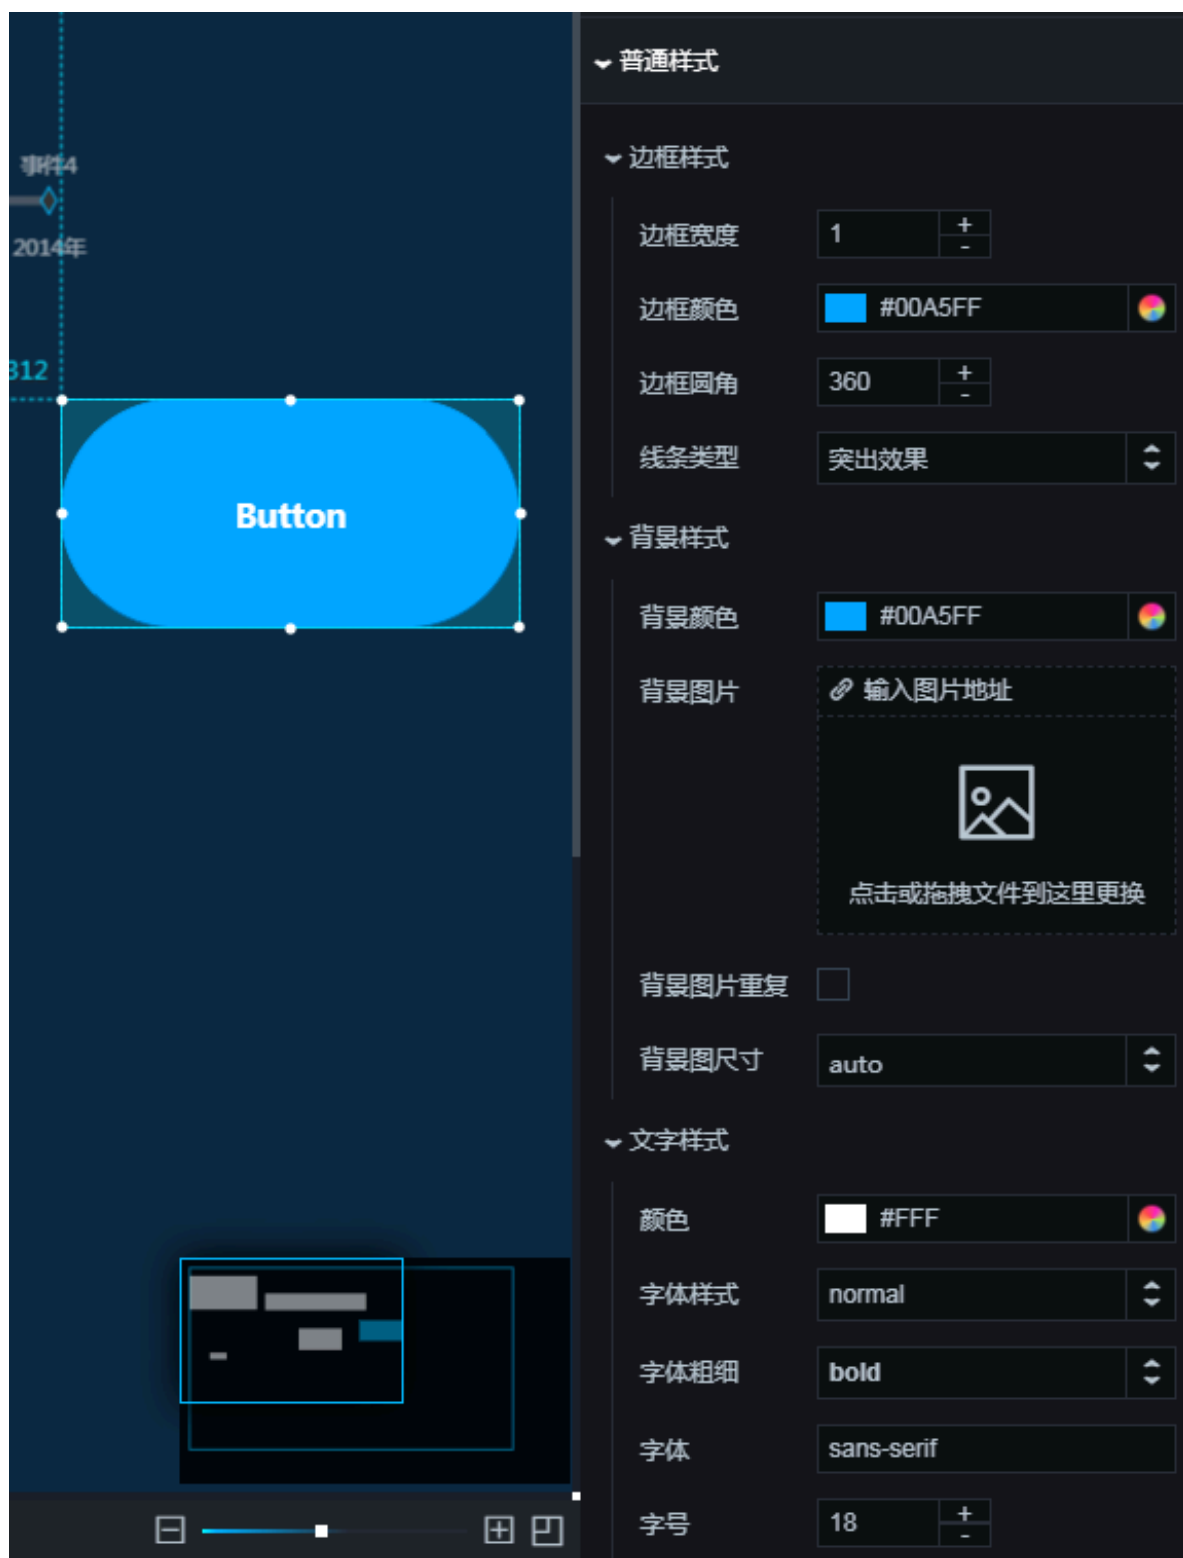 事件4
2014年
312
Button
普通样式
边框样式
边框宽度 1 + -
边框颜色 #00A5FF
边框圆角 360 + -
线条类型 突出效果
背景样式
背景颜色 #00A5FF
背景图片 输入图片地址
点击或拖拽文件到这里更换
背景图片重复
背景图尺寸 auto
文字样式
颜色 #FFF
字体样式 normal
字体粗细 bold
字体 sans-serif
字号 18 + -